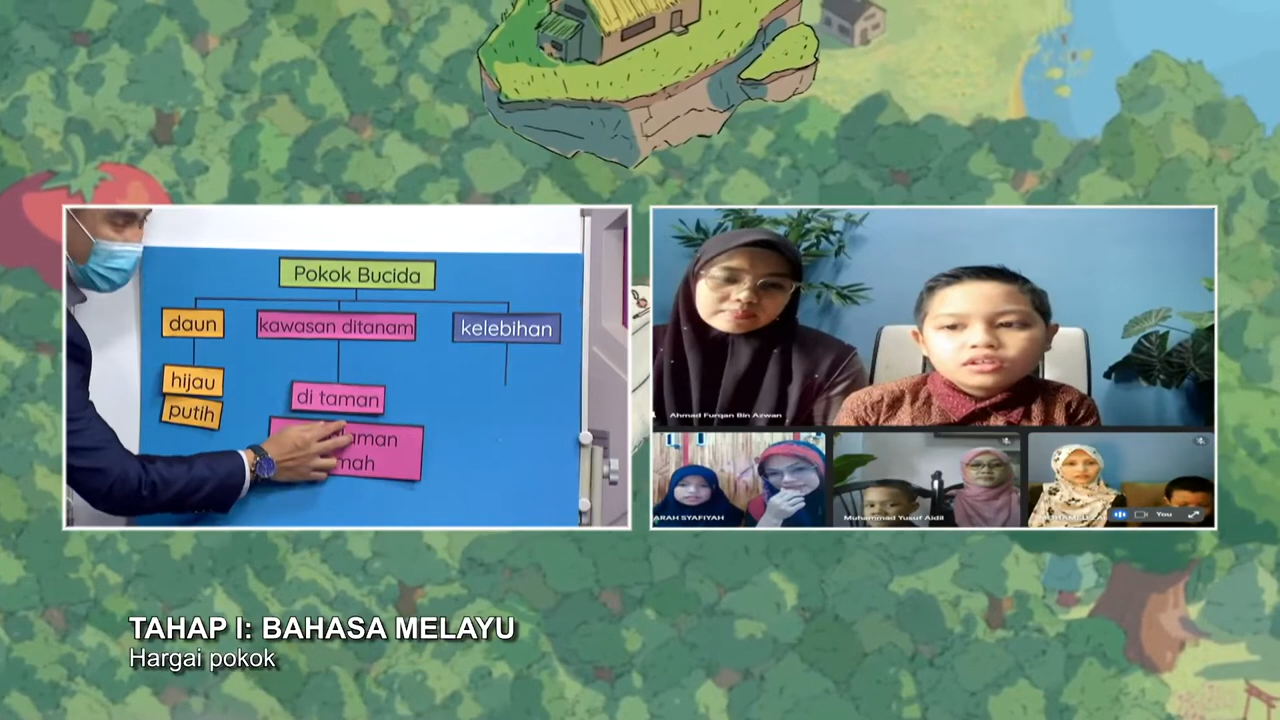 Pokok Bucida
daun
kawasan ditanam
kelebihan
hijau
putih
di taman
Ahmad Furqan Bin Azwan
ARAH SYAFIYAH
Muhammad Yusuf Aidil
You
TAHAP I: BAHASA MELAYU
Hargai pokok